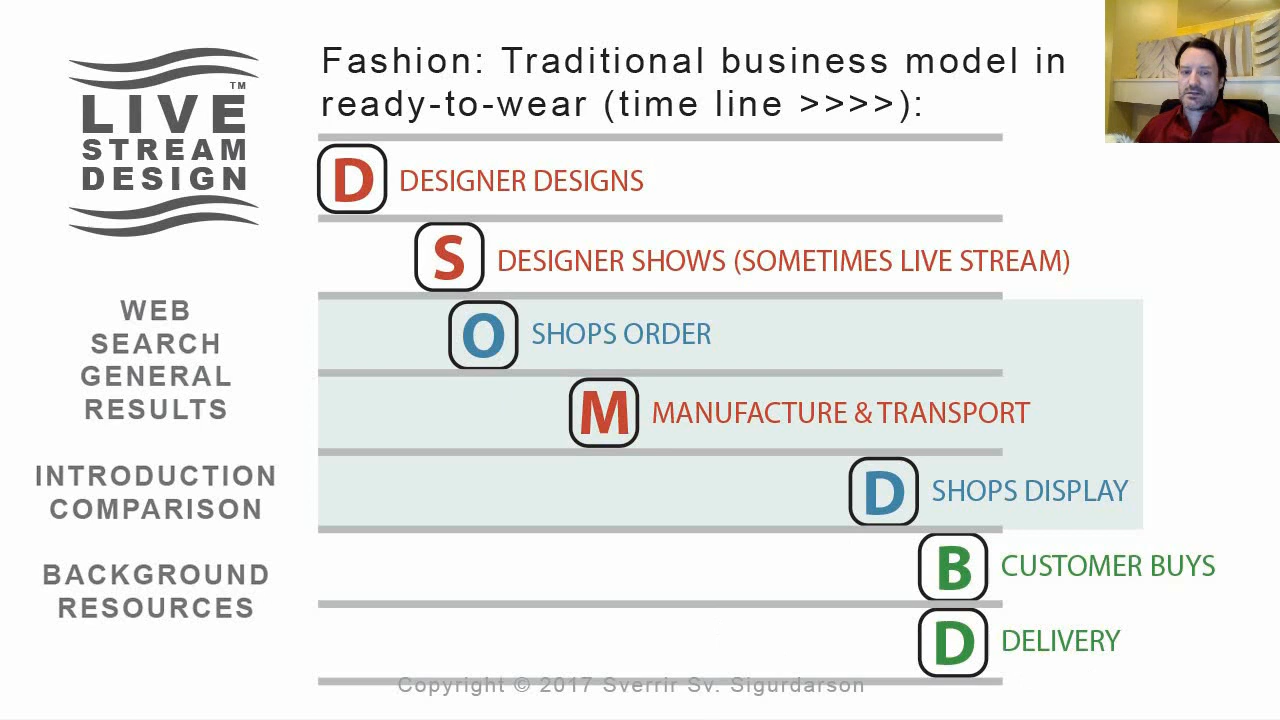 LIVE™
STREAM
DESIGN
WEB
SEARCH
GENERAL
RESULTS
INTRODUCTION
COMPARISON
BACKGROUND
RESOURCES
Fashion: Traditional business model in
ready-to-wear (time line >>>>):
D DESIGNER DESIGNS
S DESIGNER SHOWS (SOMETIMES LIVE STREAM)
O SHOPS ORDER
M MANUFACTURE & TRANSPORT
D SHOPS DISPLAY
B CUSTOMER BUYS
D DELIVERY
Copyright © 2017 Sverrir Sv. Sigurdarson